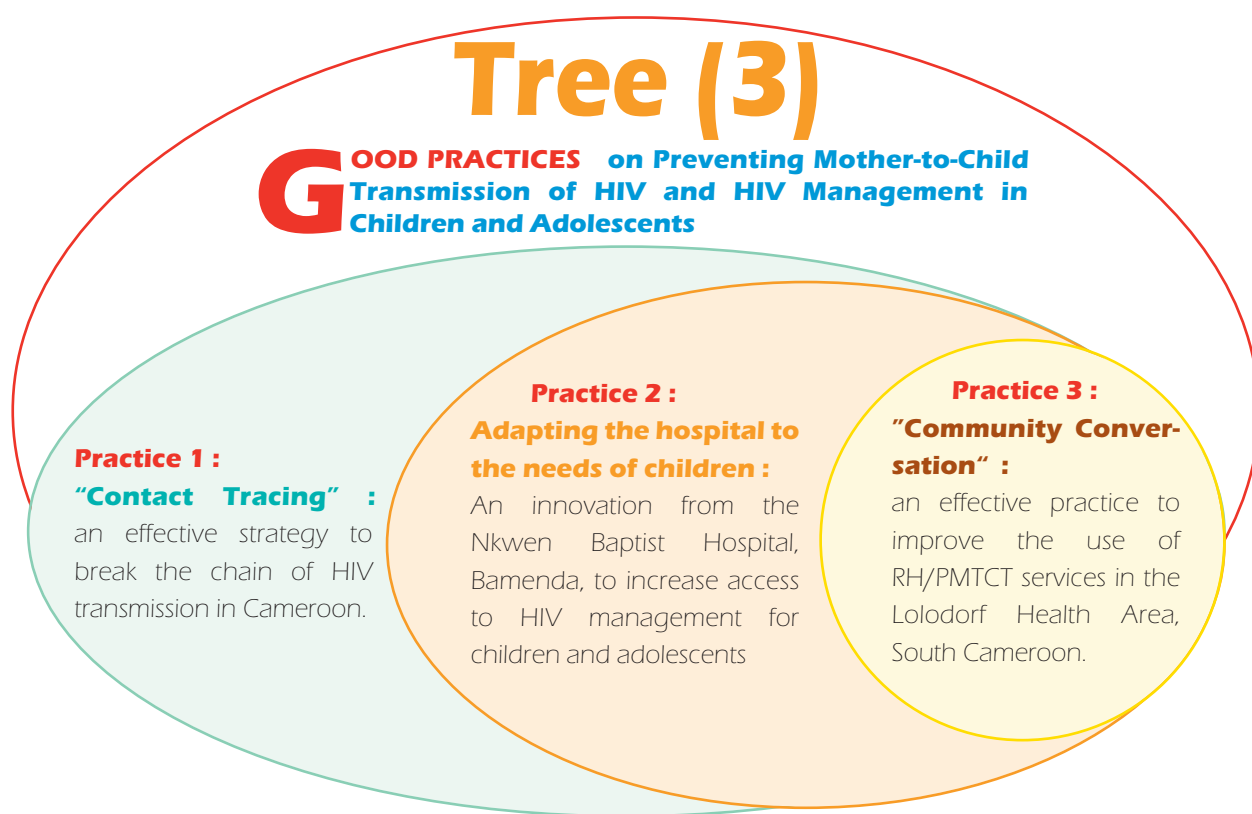 Tree (3)
GOOD PRACTICES on Preventing Mother-to-Child
Transmission of HIV and HIV Management in
Children and Adolescents
Practice 1 :
“Contact Tracing” :
an effective strategy to
break the chain of HIV
transmission in Cameroon.
Practice 2 :
Adapting the hospital to
the needs of children :
An innovation from the
Nkwen Baptist Hospital,
Bamenda, to increase access
to HIV management for
children and adolescents
Practice 3 :
”Community Conver-
sation“ :
an effective practice to
improve the use of
RH/PMTCT services in the
Lolodorf Health Area,
South Cameroon.